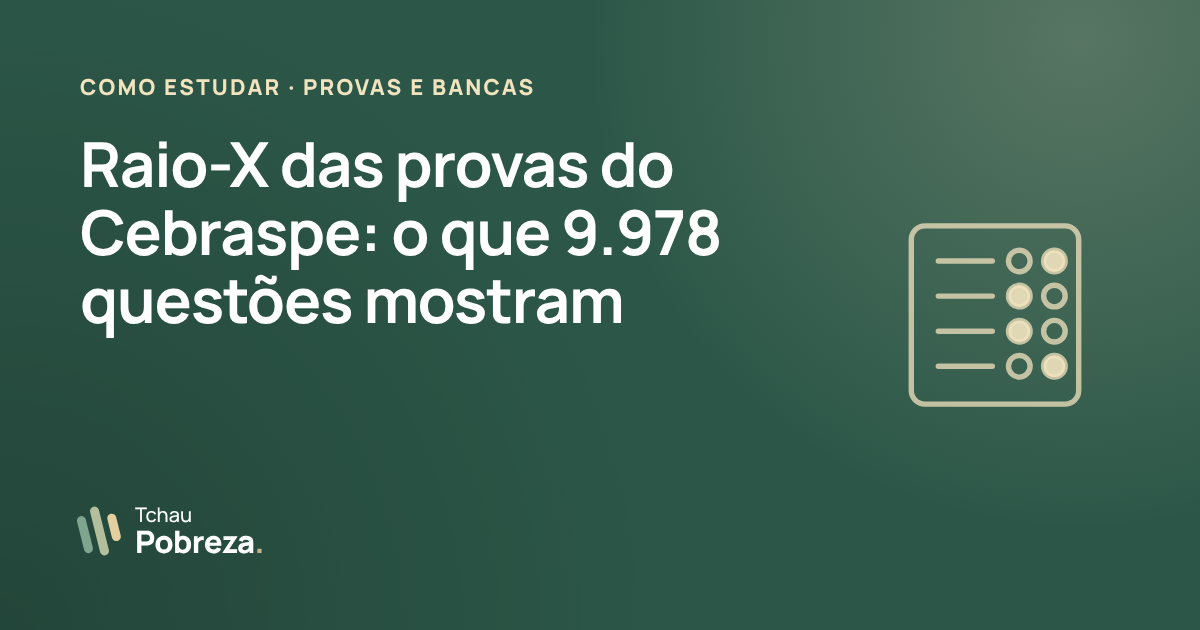 COMO ESTUDAR · PROVAS E BANCAS
Raio-X das provas do
Cebraspe: o que 9.978
questões mostram
Tchau
Pobreza.